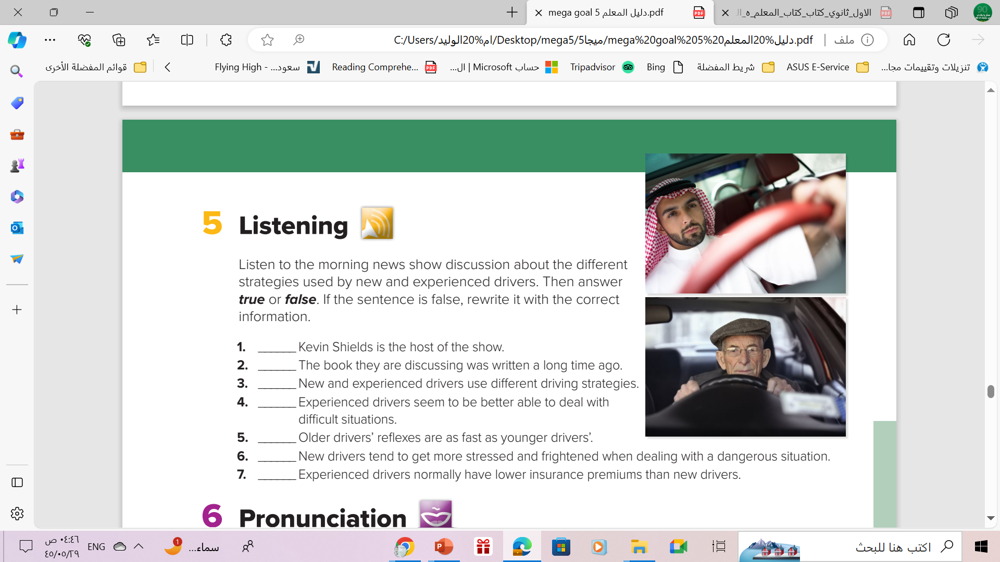 mega goal 5 دليل المعلم.pdf
الاول_ثانوي_كتاب_كتاب_المعلم_ه_ال
C:/Users/ام%20الوليد/Desktop/mega5/ميجا5/mega%20goal%205%20دليل%20المعلم.pdf
ملف
قوائم المفضلة الأخرى
Flying High - ...سعود
Reading Comprehe...
حساب Microsoft | ال...
Tripadvisor
Bing
شريط المفضلة
ASUS E-Service
تنزيلات وتقييمات مجا...
5 Listening
Listen to the morning news show discussion about the different
strategies used by new and experienced drivers. Then answer
true or false. If the sentence is false, rewrite it with the correct
information.
1. ______ Kevin Shields is the host of the show.
2. ______ The book they are discussing was written a long time ago.
3. ______ New and experienced drivers use different driving strategies.
4. ______ Experienced drivers seem to be better able to deal with
difficult situations.
5. ______ Older drivers’ reflexes are as fast as younger drivers’.
6. ______ New drivers tend to get more stressed and frightened when dealing with a dangerous situation.
7. ______ Experienced drivers normally have lower insurance premiums than new drivers.
6 Pronunciation
٠٤:٤٦ ص
٤٥/٠٥/٢٩
ENG
1
سماء...
اكتب هنا للبحث